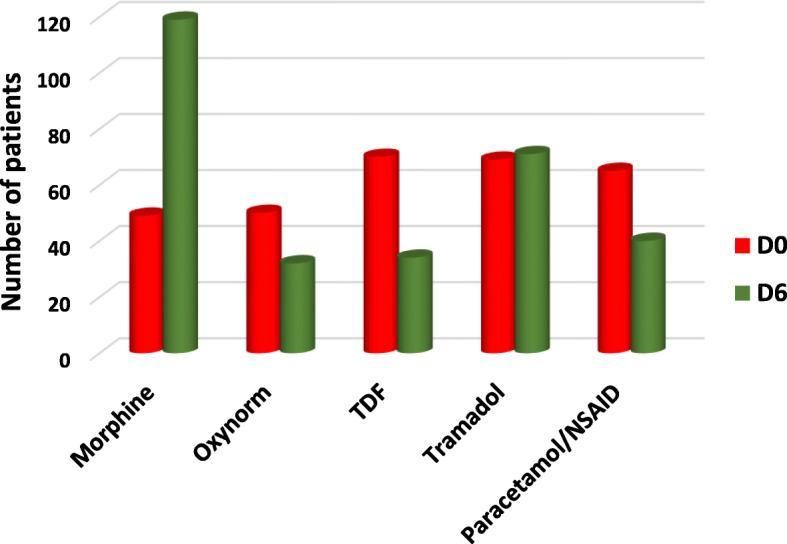 Number of patients
120
100
80
60
40
20
0
Morphine
Oxynorm
TDF
Tramadol
Paracetamol/NSAID
D0
D6